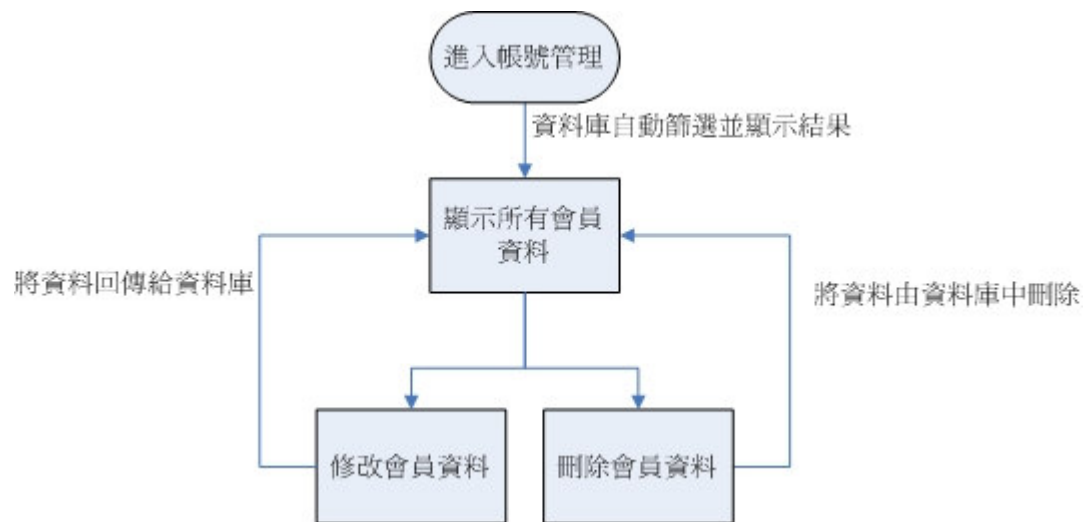 進入帳號管理
資料庫自動篩選並顯示結果
顯示所有會員
資料
將資料回傳給資料庫
將資料由資料庫中刪除
修改會員資料
刪除會員資料